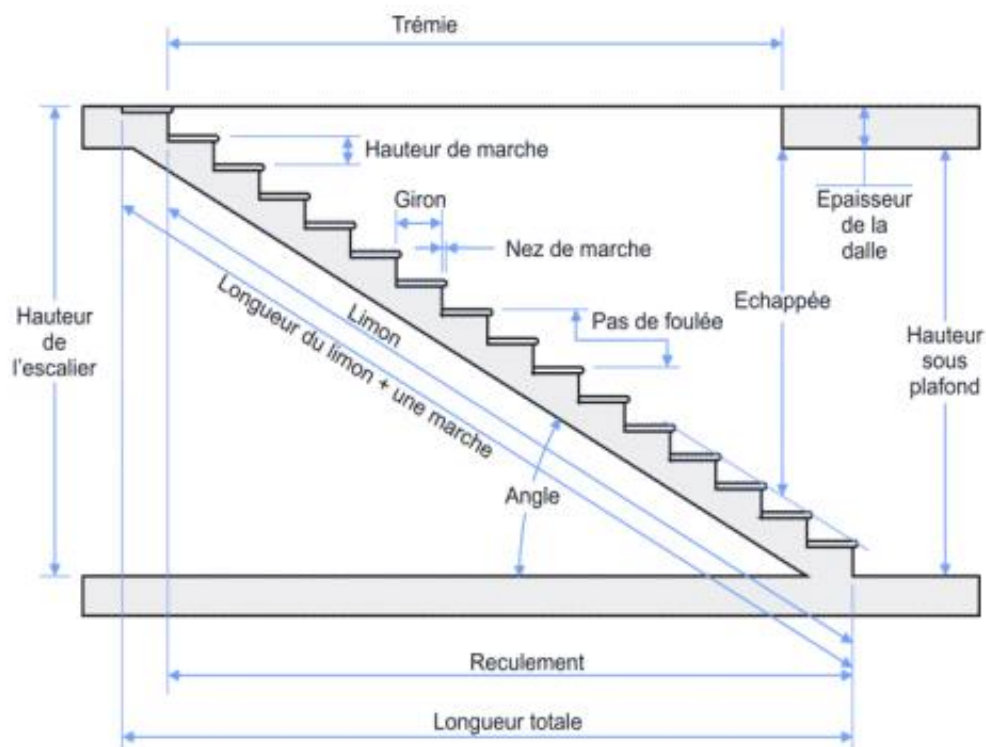 Trémie
Hauteur de marche
Giron
Nez de marche
Epaisseur
de la
dalle
Echappée
Pas de foulée
Hauteur
de
l'escalier
Limon
Longueur du limon + une marche
Hauteur
sous
plafond
Angle
Reculement
Longueur totale